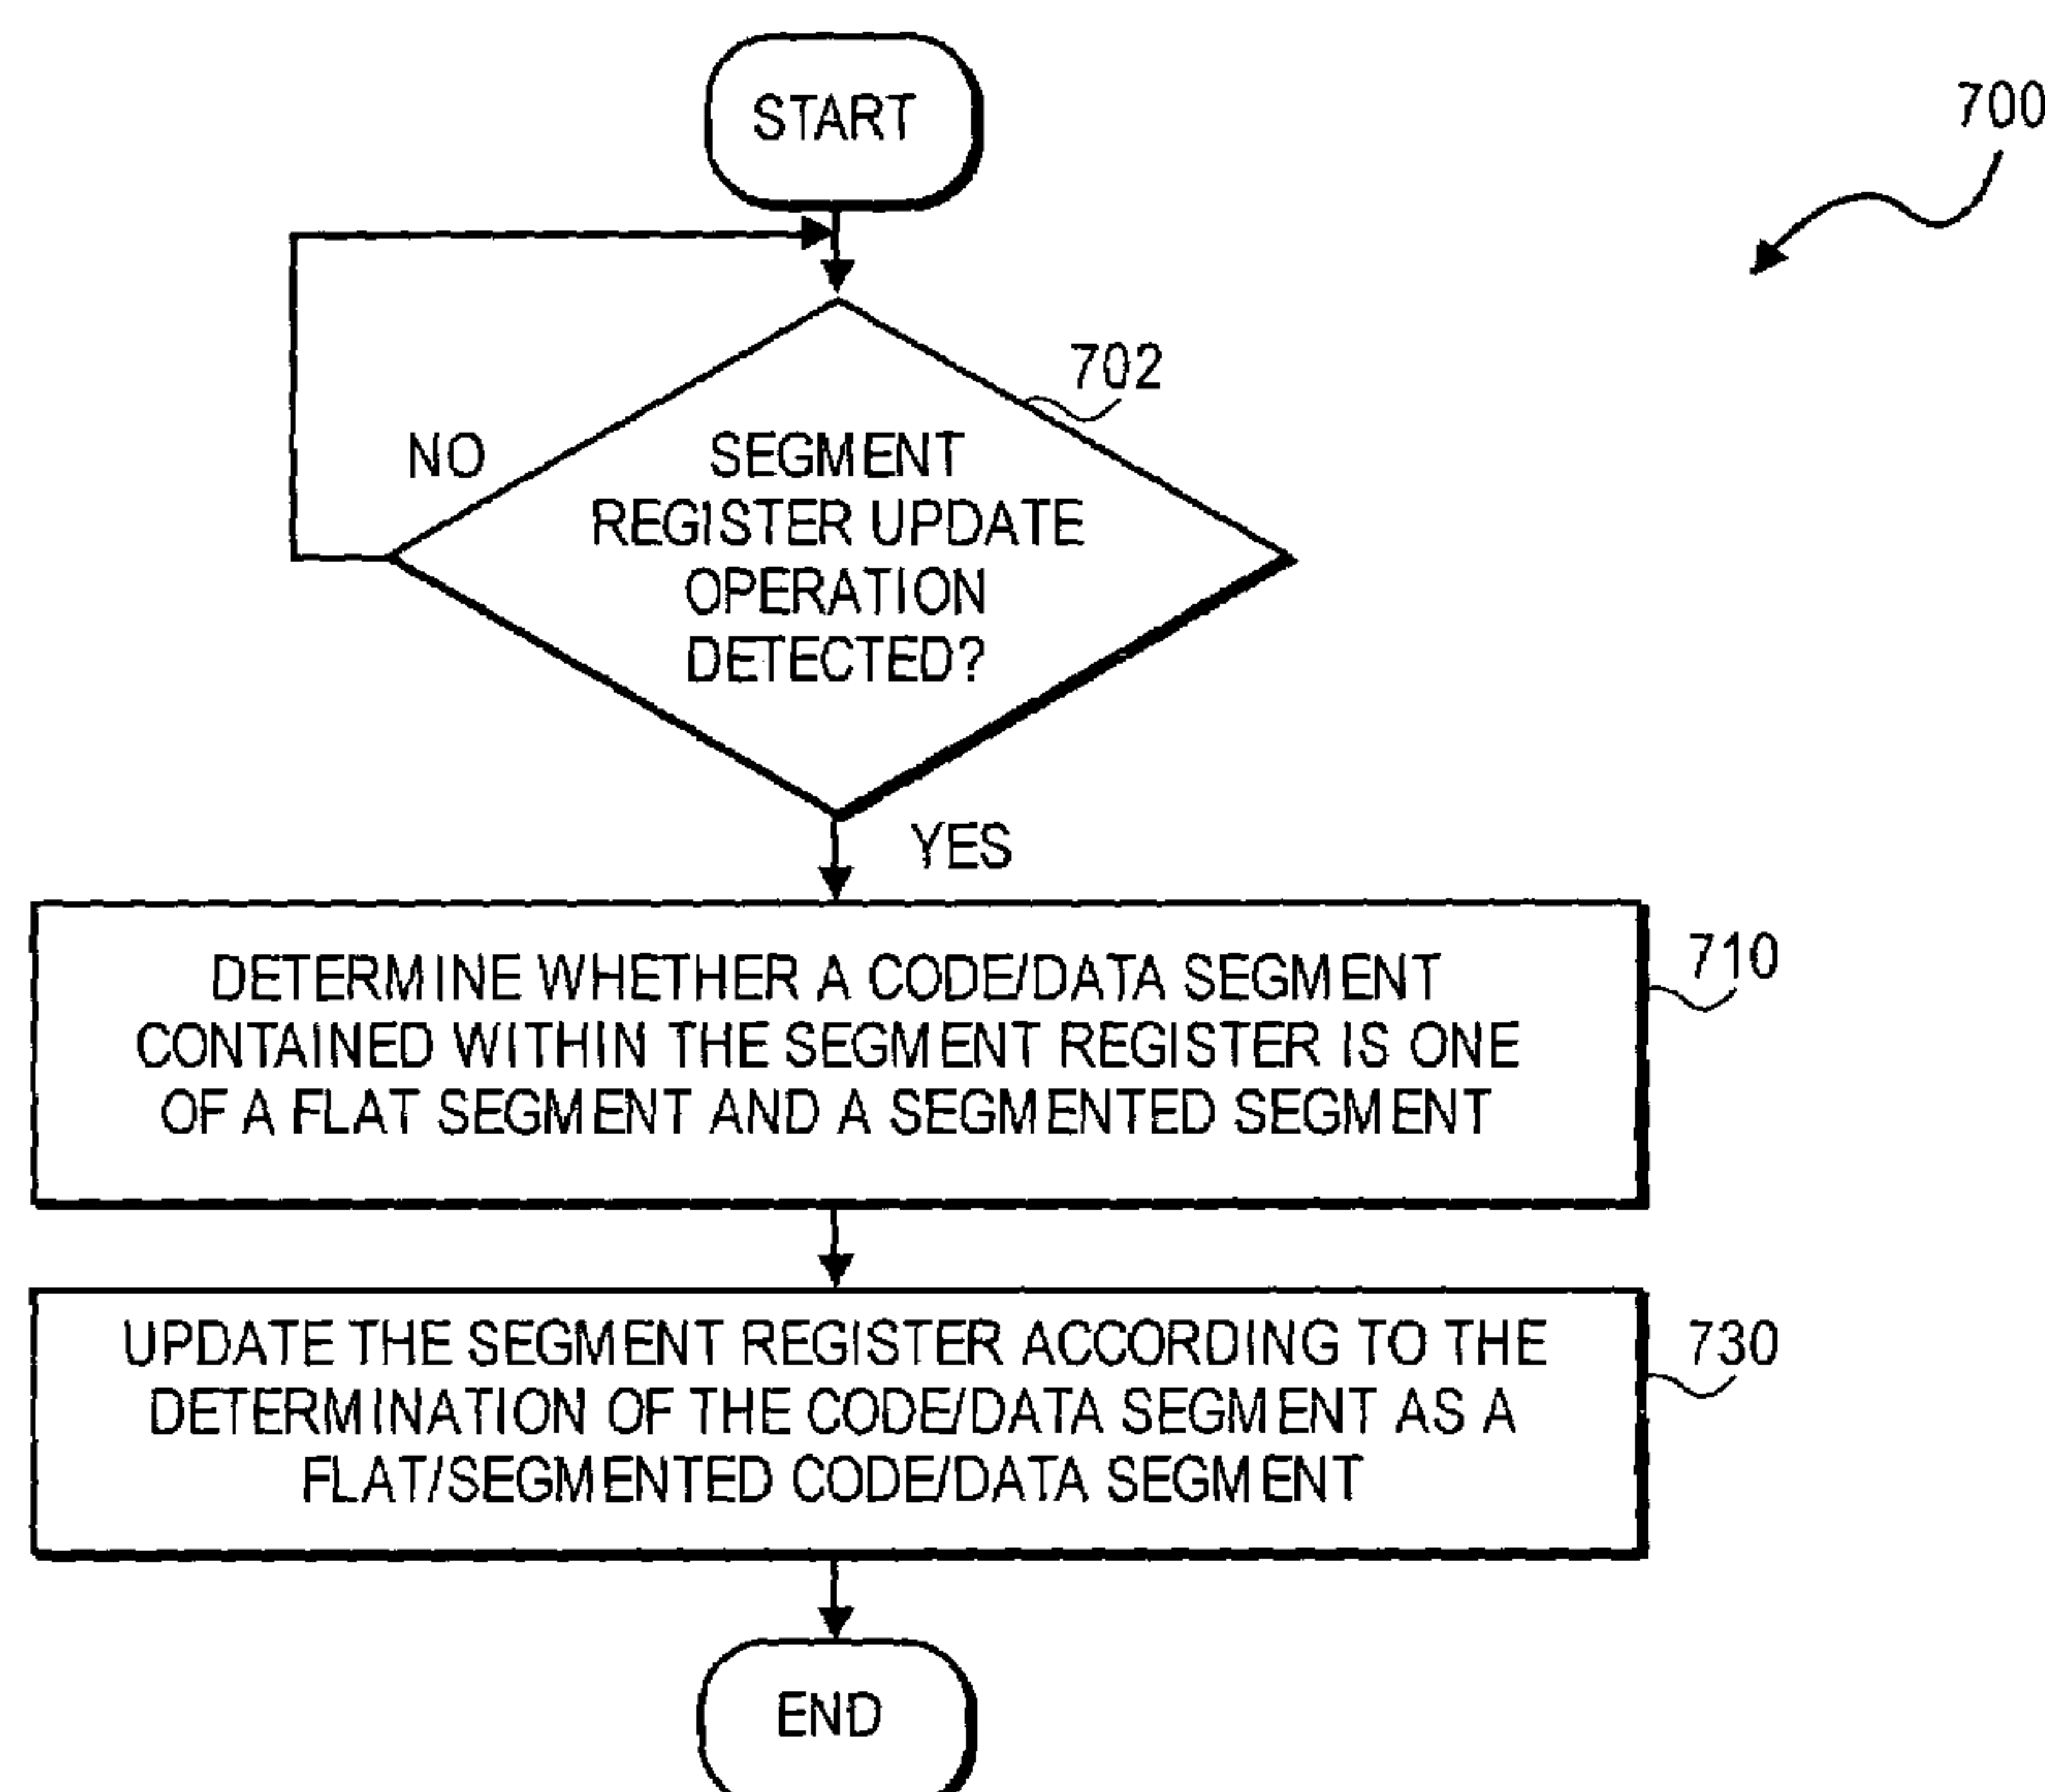 START
700
702
NO
SEGMENT
REGISTER UPDATE
OPERATION
DETECTED?
YES
DETERMINE WHETHER A CODE/DATA SEGMENT
CONTAINED WITHIN THE SEGMENT REGISTER IS ONE
OF A FLAT SEGMENT AND A SEGMENTED SEGMENT
710
UPDATE THE SEGMENT REGISTER ACCORDING TO THE
DETERMINATION OF THE CODE/DATA SEGMENT AS A
FLAT/SEGMENTED CODE/DATA SEGMENT
730
END